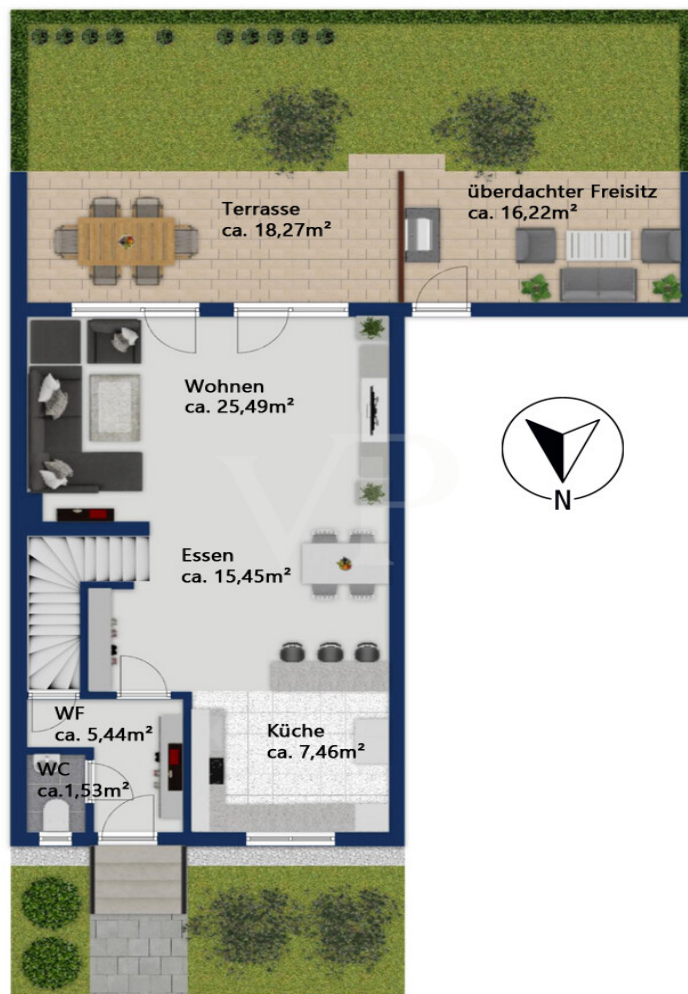 Terrasse
ca. 18,27m²
überdachter Freisitz
ca. 16,22m²
Wohnen
ca. 25,49m²
VP
N
Essen
ca. 15,45m²
WF
ca. 5,44m²
Küche
ca. 7,46m²
WC
ca.1,53m²